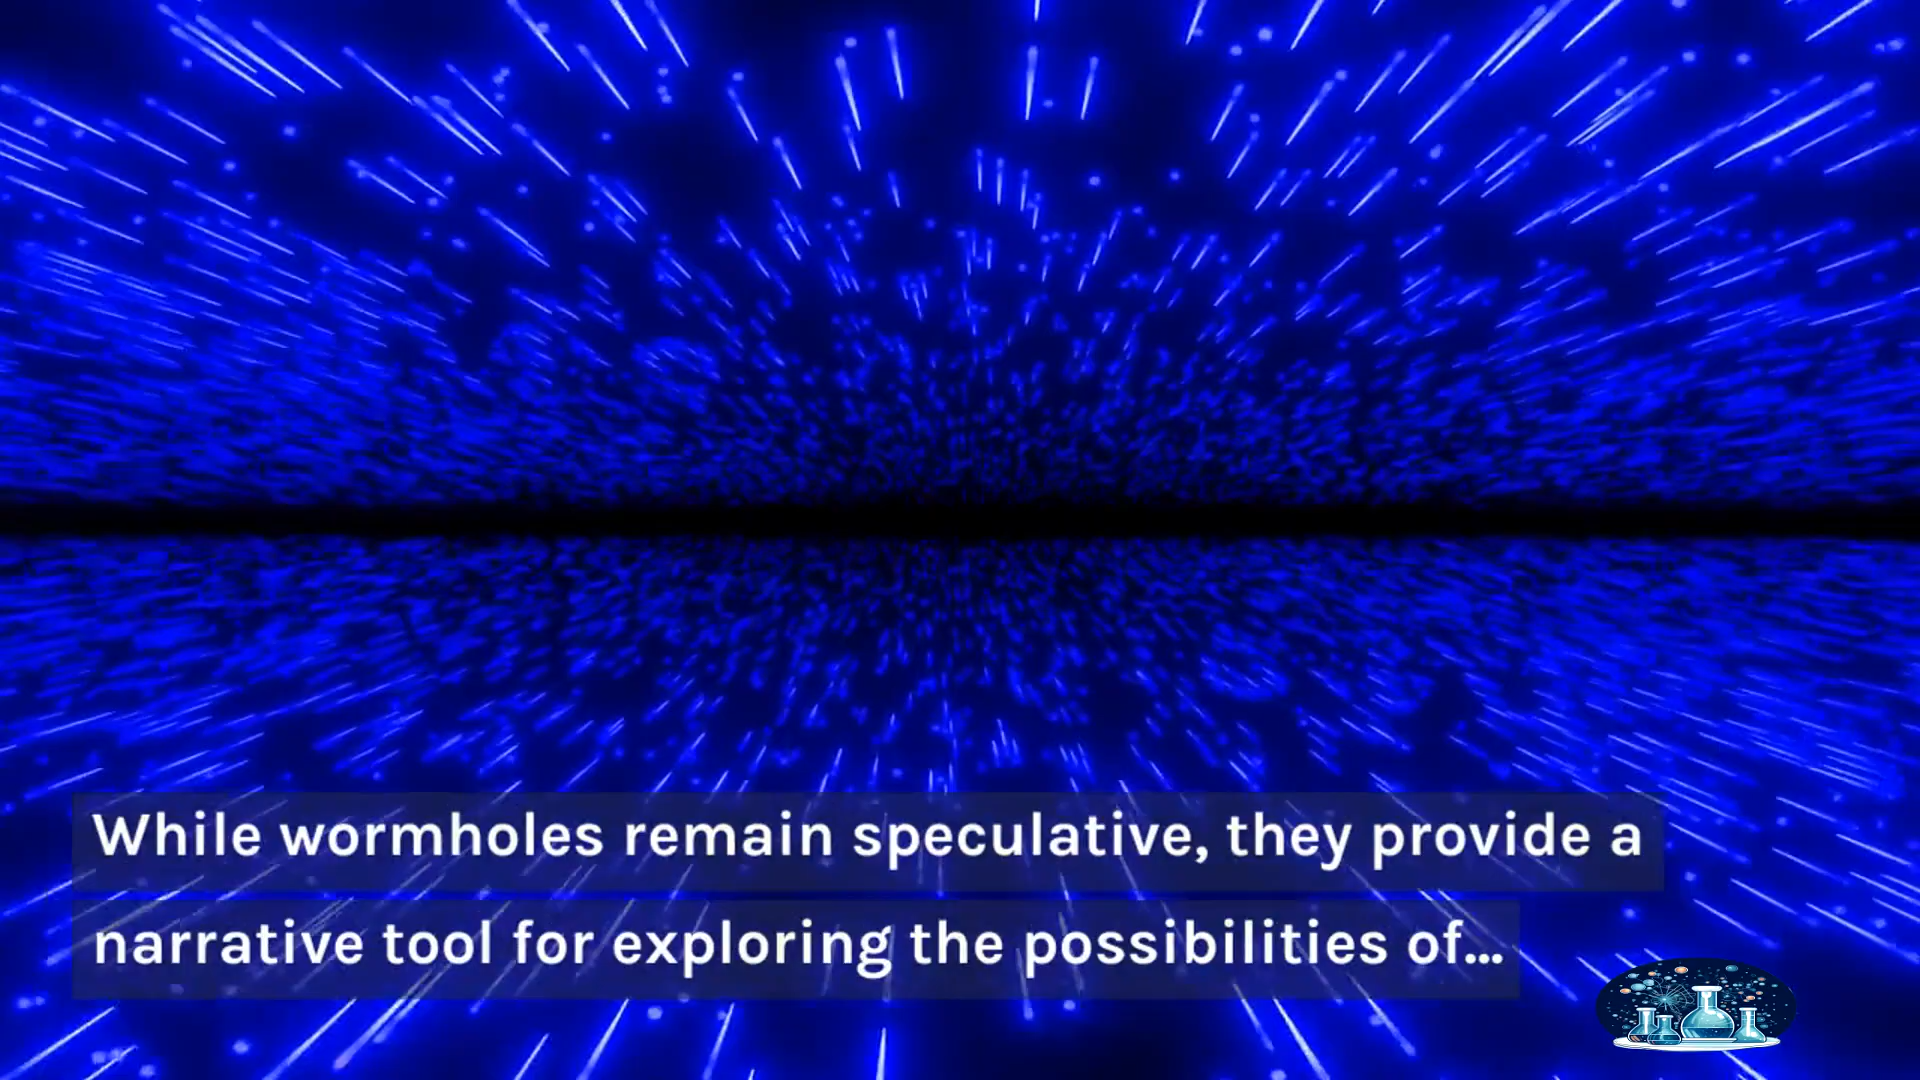 While wormholes remain speculative, they provide a
narrative tool for exploring the possibilities of...